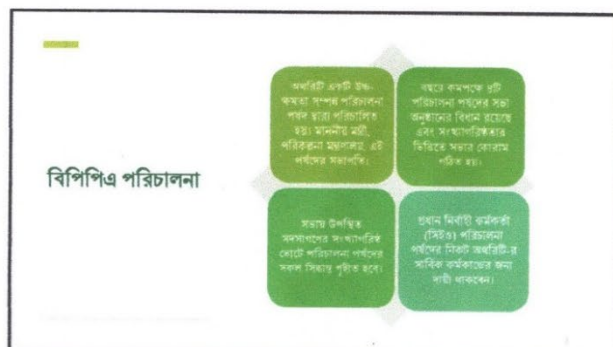 বিপিপিএ পরিচালনা
অথরিটি একটি উচ্চ-
ক্ষমতা সম্পন্ন পরিচালনা
পর্ষদ দ্বারা পরিচালিত
হয়। মাননীয় মন্ত্রী,
পরিকল্পনা মন্ত্রণালয়, এই
পর্ষদের সভাপতি।
বছরে কমপক্ষে দুটি
পরিচালনা পর্ষদের সভা
অনুষ্ঠানের বিধান রয়েছে
এবং সংখ্যাগরিষ্ঠতার
ভিত্তিতে সভার কোরাম
গঠিত হয়।
সভায় উপস্থিত
সদস্যগণের সংখ্যাগরিষ্ঠ
ভোটে পরিচালনা পর্ষদের
সকল সিদ্ধান্ত গৃহীত হবে।
প্রধান নির্বাহী কর্মকর্তা
(সিইও) পরিচালনা
পর্ষদের নিকট অথরিটি-র
সার্বিক কর্মকান্ডের জন্য
দায়ী থাকবেন।